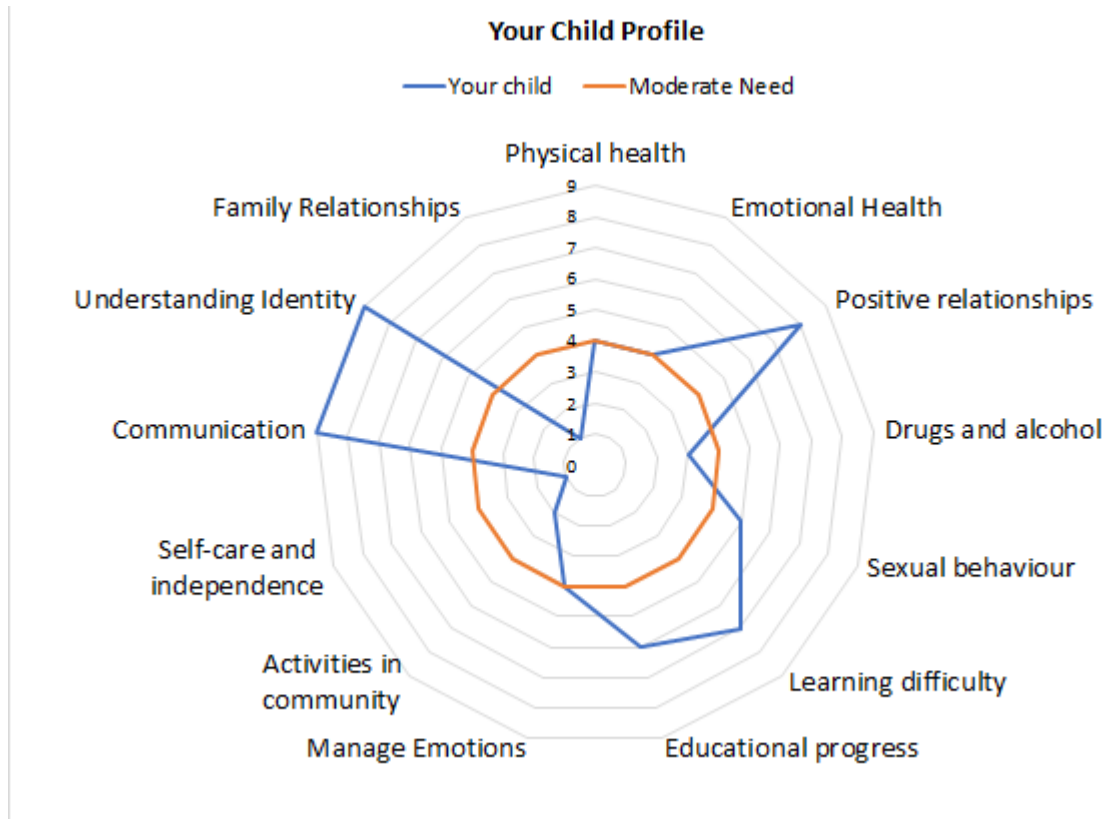 Your Child Profile
Your child
Moderate Need
Physical health
Emotional Health
Positive relationships
Drugs and alcohol
Sexual behaviour
Learning difficulty
Educational progress
Manage Emotions
Activities in
community
Self-care and
independence
Communication
Understanding Identity
Family Relationships
9
8
7
6
5
4
3
2
1
0